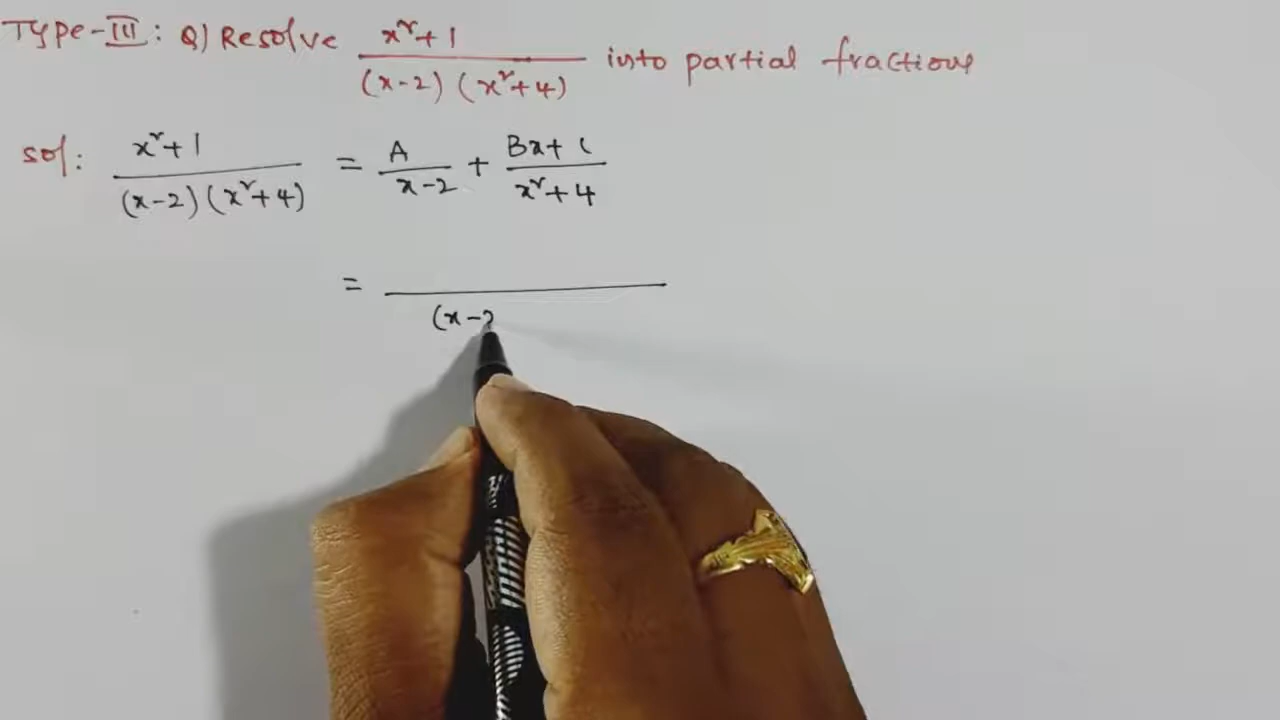 Type-III: Q) Resolve x²+1 / (x-2) (x²+4) into partial fractions
Sol: x²+1 / (x-2) (x²+4) = A / x-2 + Bx+C / x²+4
= / (x-2